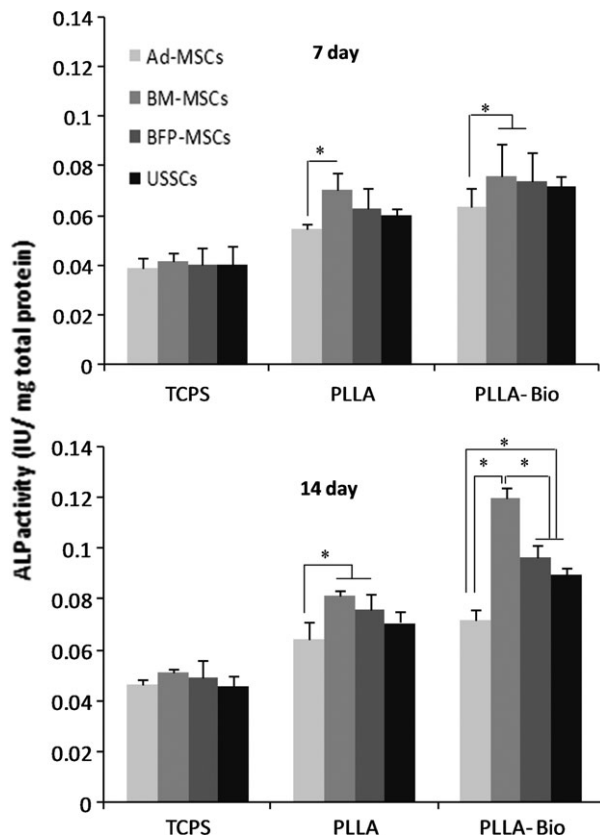 ALP activity (IU/ mg total protein)
0.14
0.12
0.1
0.08
0.06
0.04
0.02
0
7 day
Ad-MSCs
BM-MSCs
BFP-MSCs
USSCs
*
*
TCPS
PLLA
PLLA- Bio
0.14
0.12
0.1
0.08
0.06
0.04
0.02
0
14 day
*
*
*
*
TCPS
PLLA
PLLA- Bio